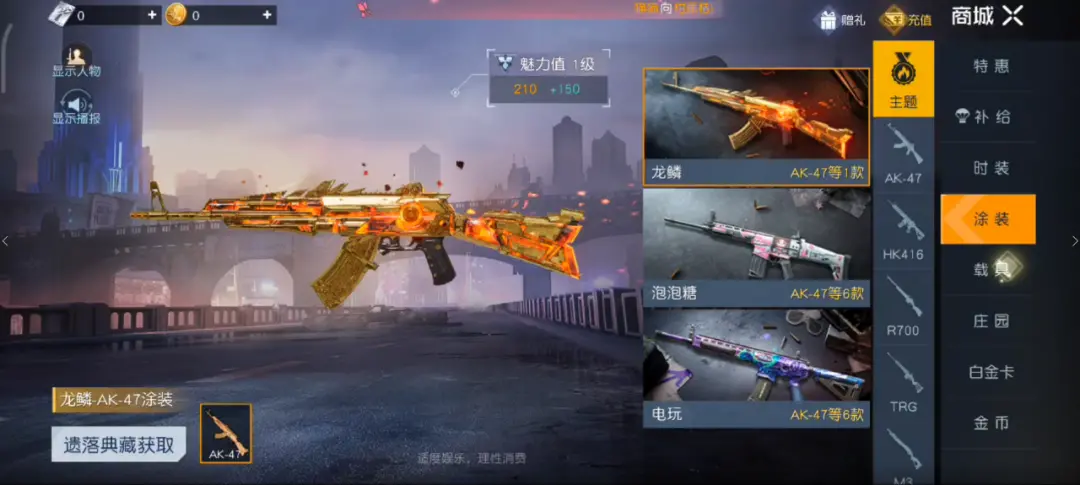 0
0
赠礼
充值
商城
显示人物
显示播报
魅力值 1级
210 +150
龙鳞
AK-47等1款
泡泡糖
AK-47等6款
电玩
AK-47等6款
主题
AK-47
HK416
R700
TRG
M3
特惠
补给
时装
涂装
载具
庄园
白金卡
金币
龙鳞-AK-47涂装
遗落典藏获取
AK-47
适度娱乐，理性消费